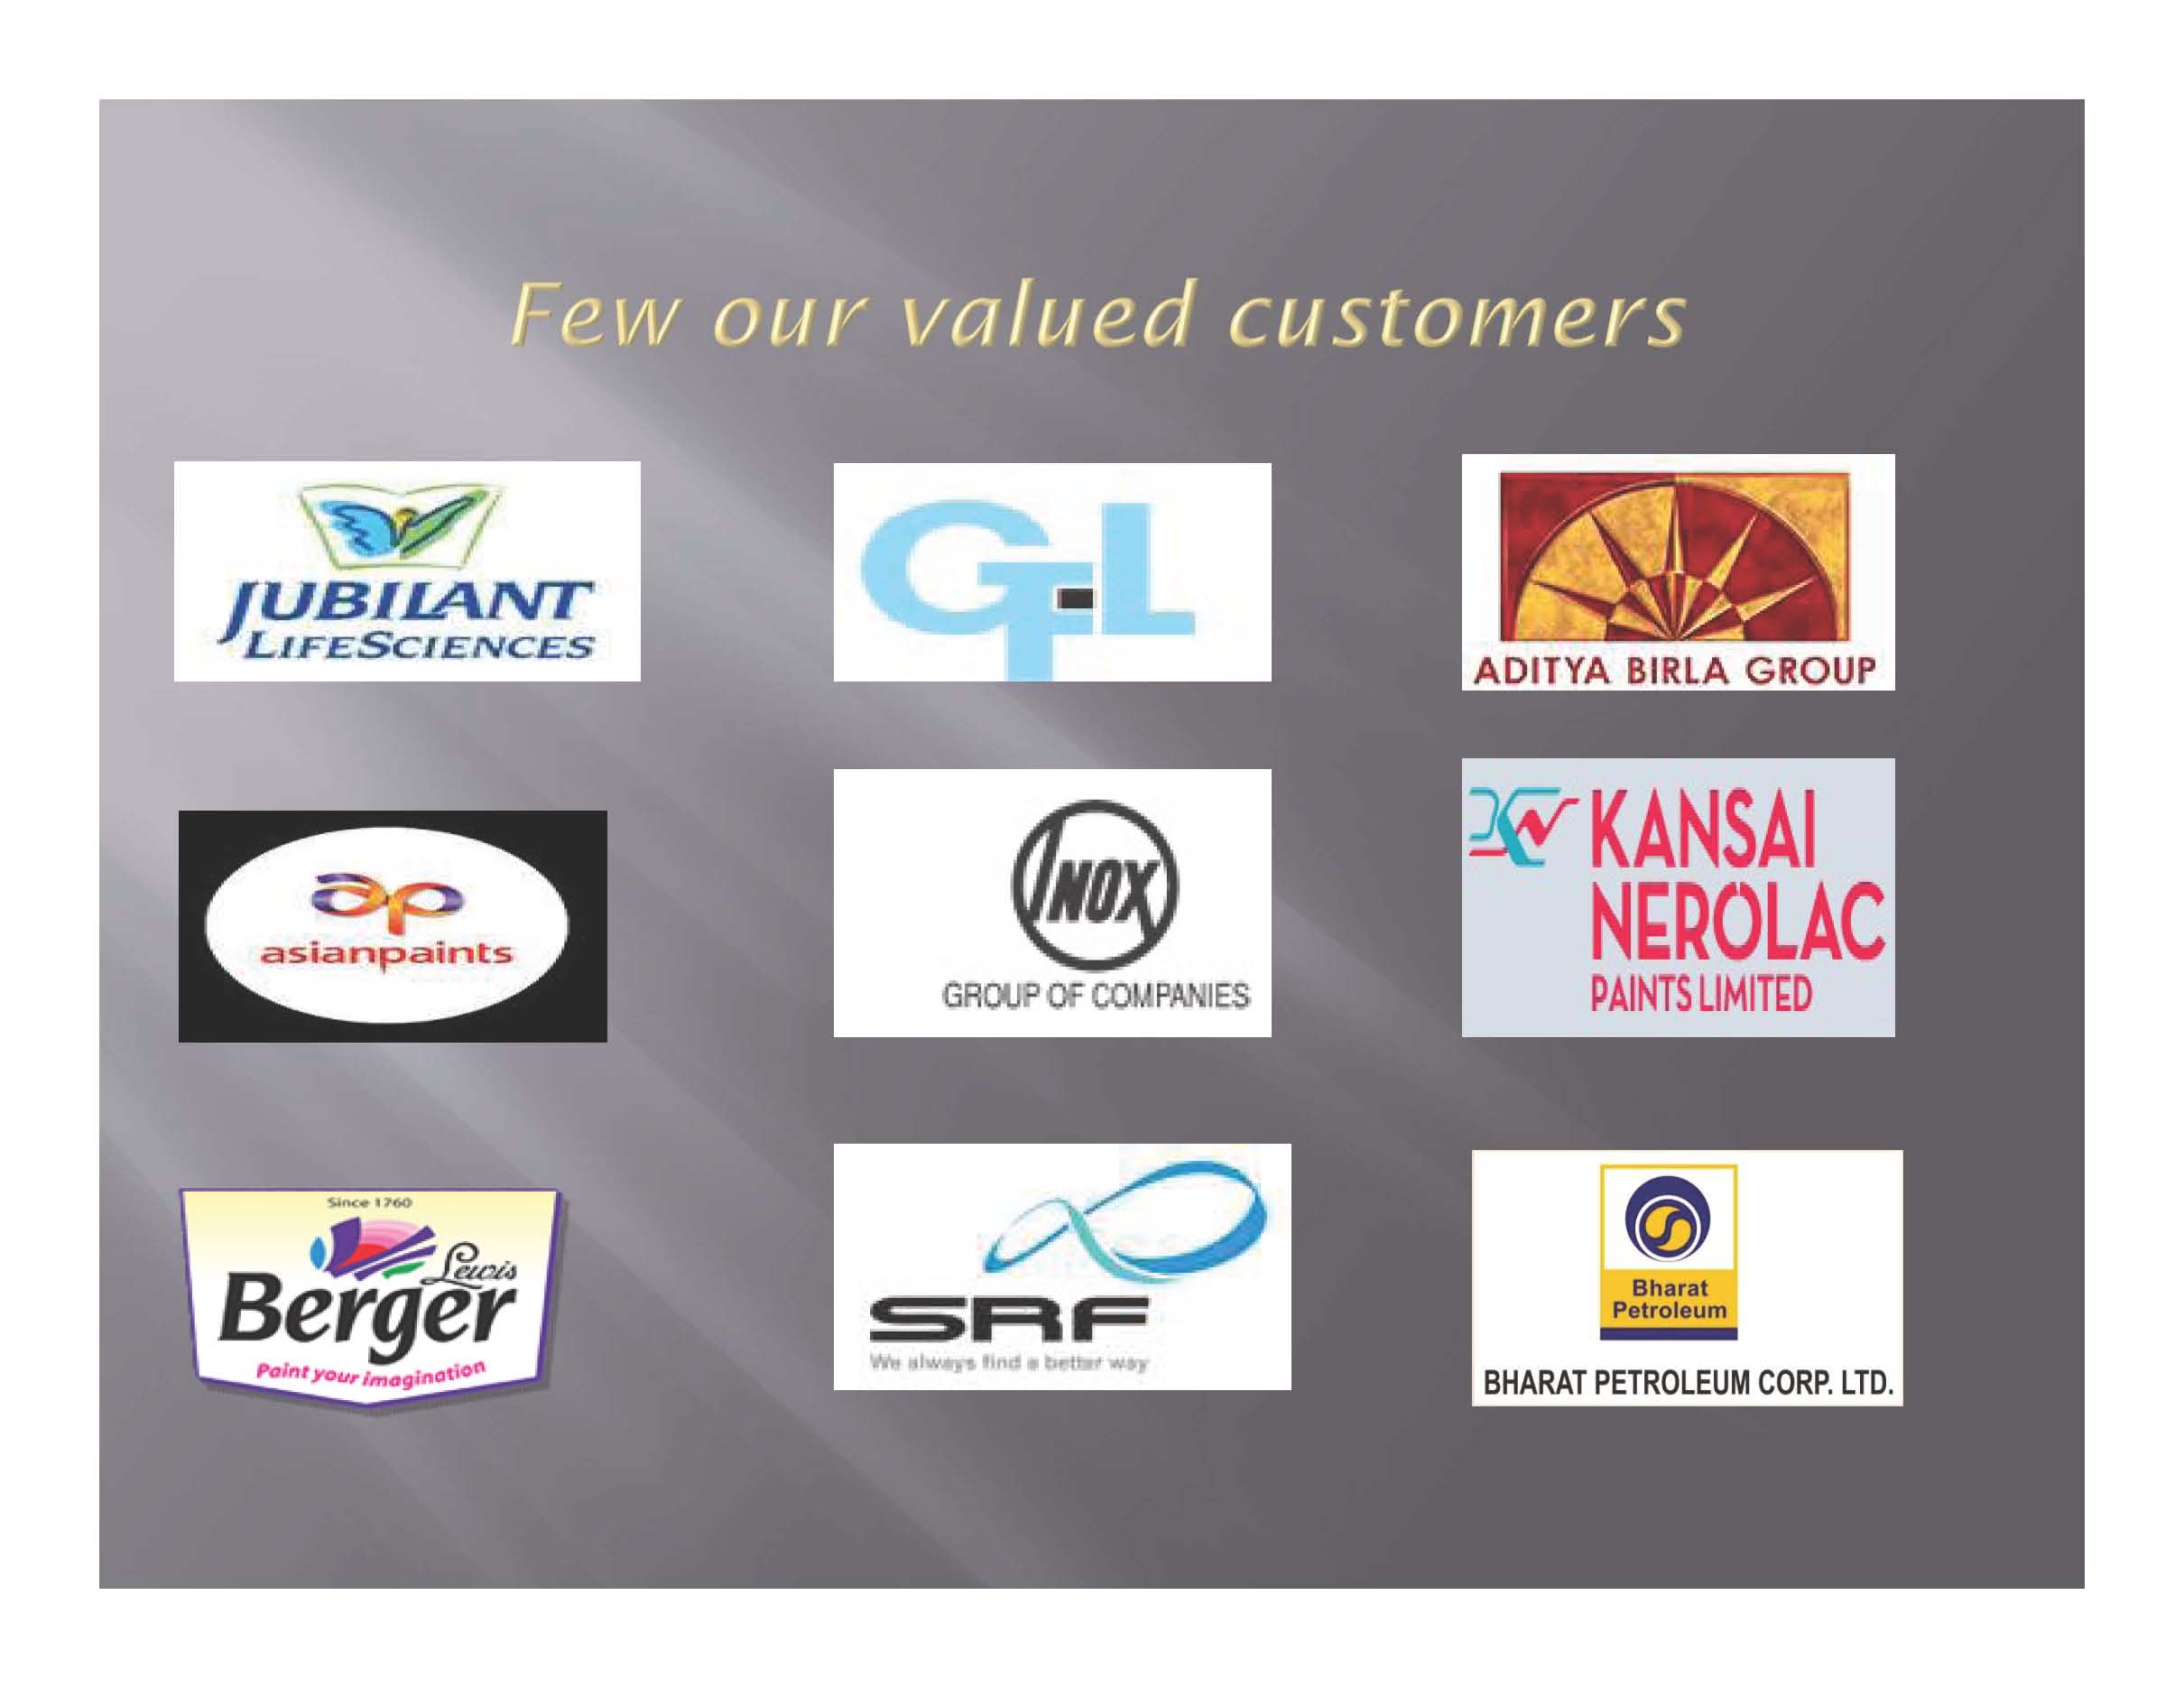 Few our valued customers
JUBILANT
LIFESCIENCES
GFL
ADITYA BIRLA GROUP
ap
asianpaints
INOX
GROUP OF COMPANIES
KANSAI
NEROLAC
PAINTS LIMITED
Since 1760
Lewis
Berger
Paint your imagination
SRF
We always find a better way
Bharat
Petroleum
BHARAT PETROLEUM CORP. LTD.